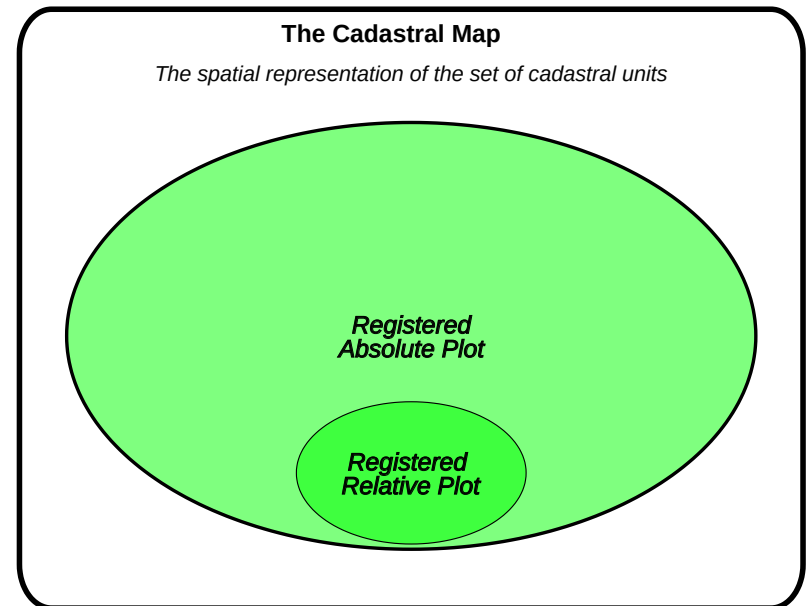 The Cadastral Map
The spatial representation of the set of cadastral units
Registered
Absolute Plot
Registered
Relative Plot